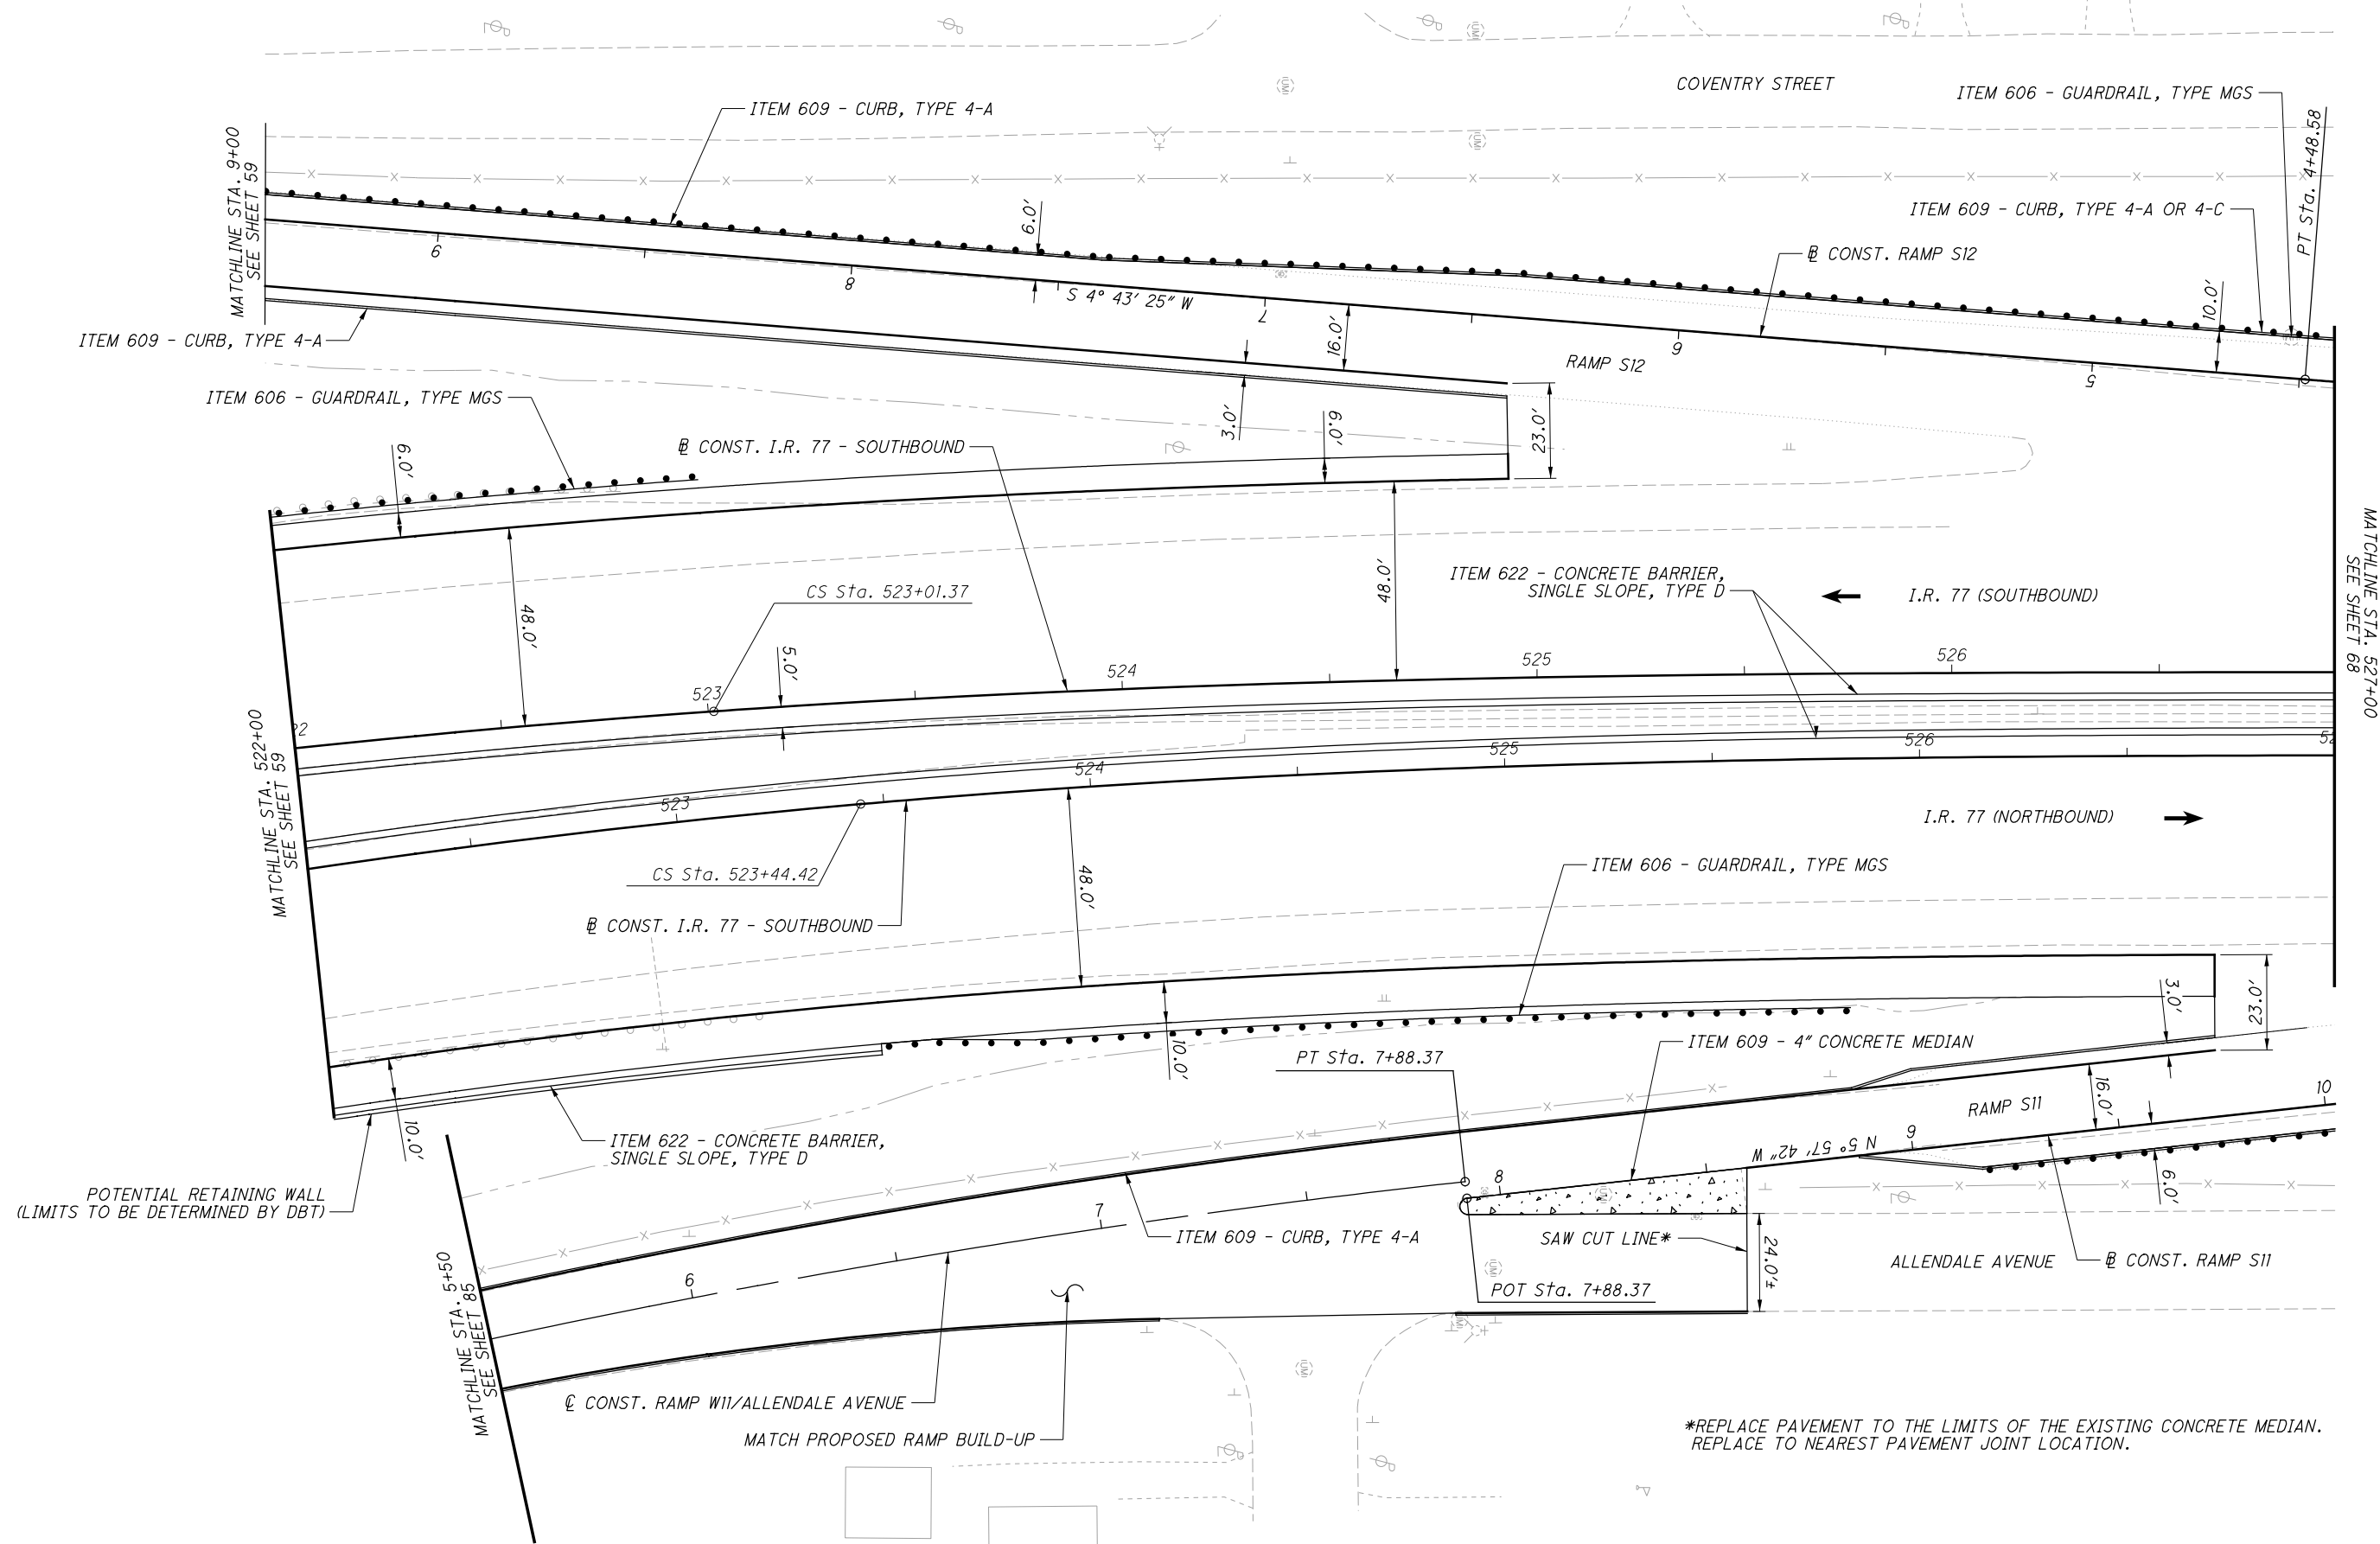 COVENTRY STREET
ITEM 609 - CURB, TYPE 4-A
ITEM 606 - GUARDRAIL, TYPE MGS
PT Sta. 4+48.58
MATCHLINE STA. 9+00
SEE SHEET 59
ITEM 609 - CURB, TYPE 4-A OR 4-C
6.0'
℄ CONST. RAMP S12
9
8
7
6
5
S 4° 43' 25" W
16.0'
10.0'
RAMP S12
ITEM 609 - CURB, TYPE 4-A
ITEM 606 - GUARDRAIL, TYPE MGS
3.0'
6.0'
23.0'
6.0'
℄ CONST. I.R. 77 - SOUTHBOUND
48.0'
CS Sta. 523+01.37
48.0'
ITEM 622 - CONCRETE BARRIER,
SINGLE SLOPE, TYPE D
I.R. 77 (SOUTHBOUND)
MATCHLINE STA. 527+00
SEE SHEET 68
5.0'
22
523
524
525
526
MATCHLINE STA. 522+00
SEE SHEET 59
523
524
525
526
52
I.R. 77 (NORTHBOUND)
CS Sta. 523+44.42
48.0'
ITEM 606 - GUARDRAIL, TYPE MGS
℄ CONST. I.R. 77 - SOUTHBOUND
3.0'
23.0'
10.0'
10.0'
ITEM 609 - 4" CONCRETE MEDIAN
PT Sta. 7+88.37
16.0'
RAMP S11
10
9
N 5° 57' 42" W
6.0'
ITEM 622 - CONCRETE BARRIER,
SINGLE SLOPE, TYPE D
POTENTIAL RETAINING WALL
(LIMITS TO BE DETERMINED BY DBT)
8
7
6
ITEM 609 - CURB, TYPE 4-A
SAW CUT LINE*
24.0'±
ALLENDALE AVENUE
℄ CONST. RAMP S11
POT Sta. 7+88.37
MATCHLINE STA. 5+50
SEE SHEET 85
℄ CONST. RAMP W11/ALLENDALE AVENUE
MATCH PROPOSED RAMP BUILD-UP
*REPLACE PAVEMENT TO THE LIMITS OF THE EXISTING CONCRETE MEDIAN.
REPLACE TO NEAREST PAVEMENT JOINT LOCATION.